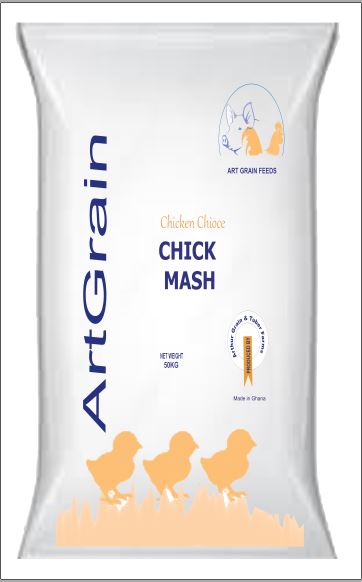 ArtGrain
ART GRAIN FEEDS
Chicken Chioce
CHICK
MASH
NET WEIGHT
50KG
Arthur Grain & Tuber Farms
PRODUCED BY
Made in Ghana